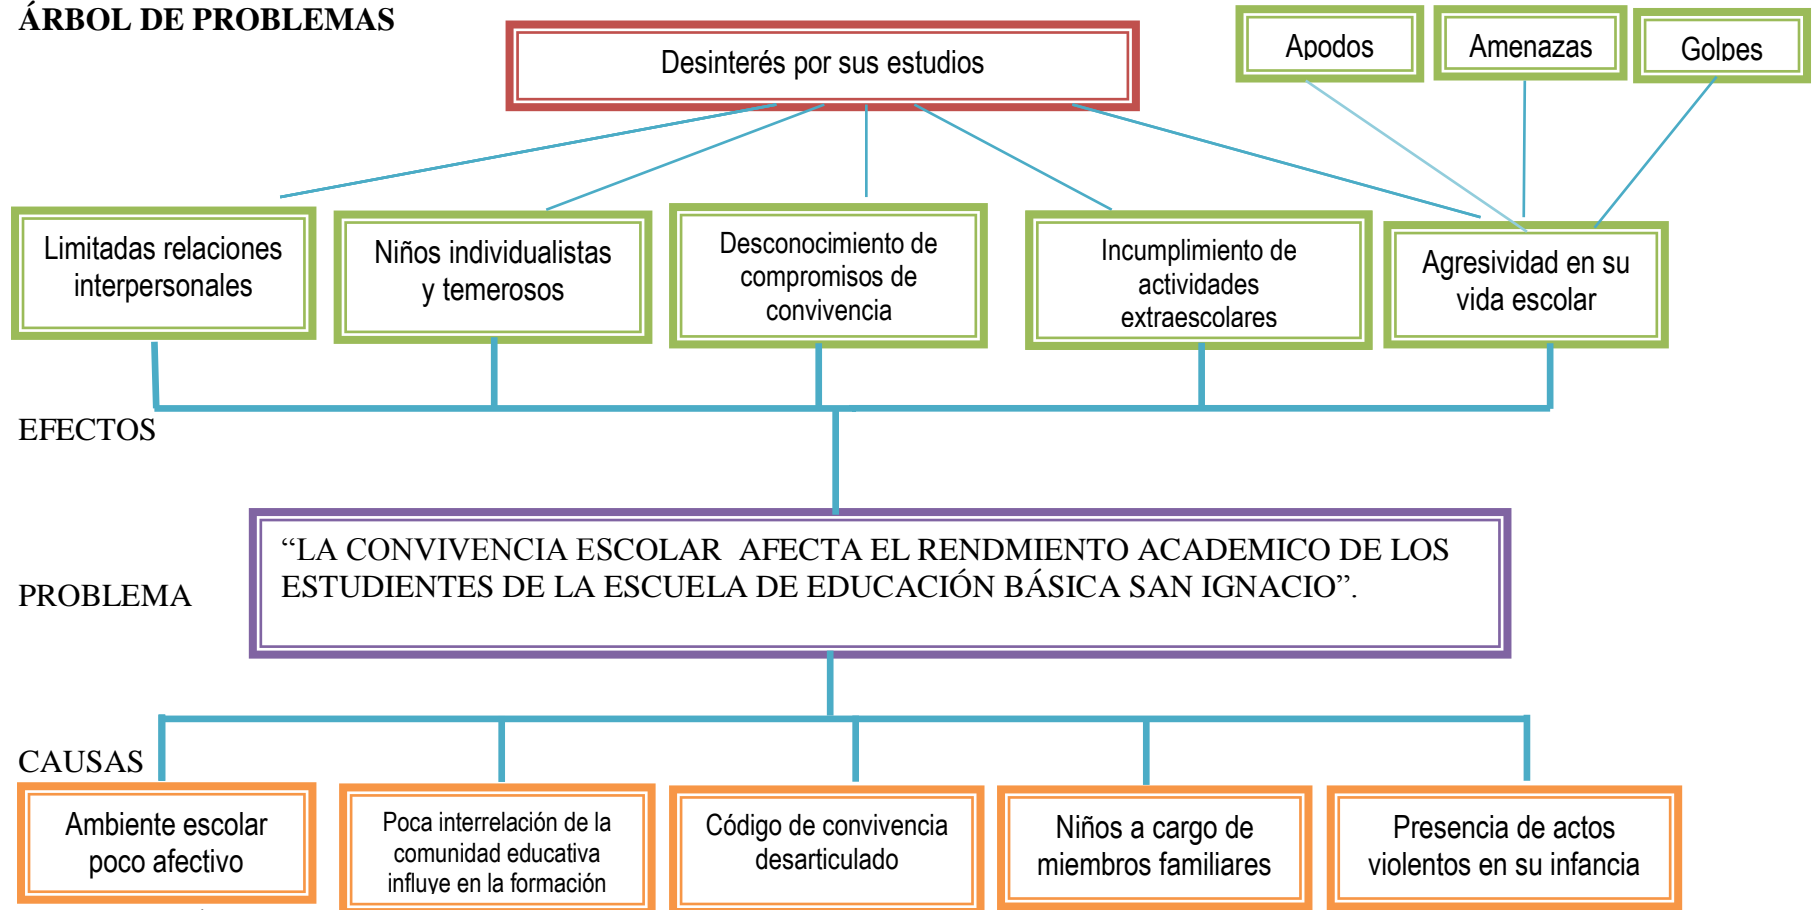 ÁRBOL DE PROBLEMAS
Desinterés por sus estudios
Apodos
Amenazas
Golpes
Limitadas relaciones
interpersonales
Niños individualistas
y temerosos
Desconocimiento de
compromisos de
convivencia
Incumplimiento de
actividades
extraescolares
Agresividad en su
vida escolar
EFECTOS
PROBLEMA
“LA CONVIVENCIA ESCOLAR AFECTA EL RENDMIENTO ACADEMICO DE LOS
ESTUDIANTES DE LA ESCUELA DE EDUCACIÓN BÁSICA SAN IGNACIO”.
CAUSAS
Ambiente escolar
poco afectivo
Poca interrelación de la
comunidad educativa
influye en la formación
Código de convivencia
desarticulado
Niños a cargo de
miembros familiares
Presencia de actos
violentos en su infancia